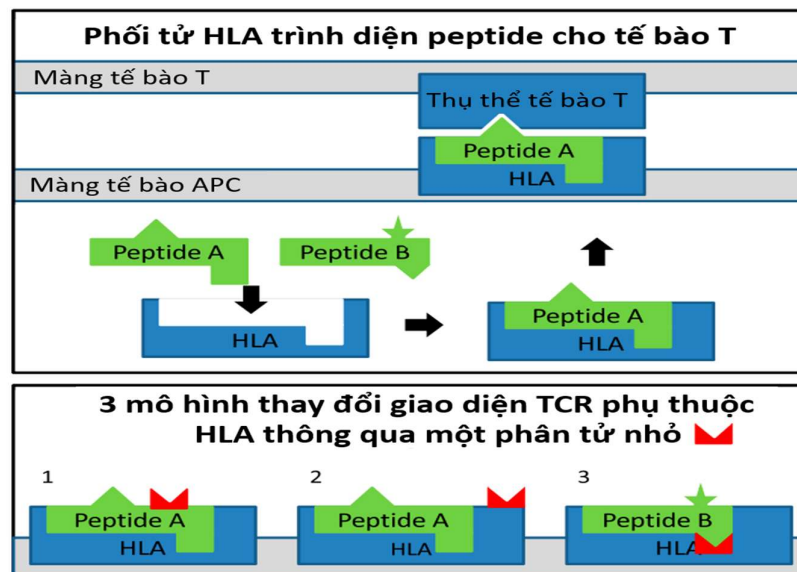 Phối tử HLA trình diện peptide cho tế bào T
Màng tế bào T
Thụ thể tế bào T
Peptide A
HLA
Màng tế bào APC
Peptide A
Peptide B
HLA
Peptide A
HLA
3 mô hình thay đổi giao diện TCR phụ thuộc
HLA thông qua một phân tử nhỏ
1
2
3
Peptide A
HLA
Peptide A
HLA
Peptide B
HLA